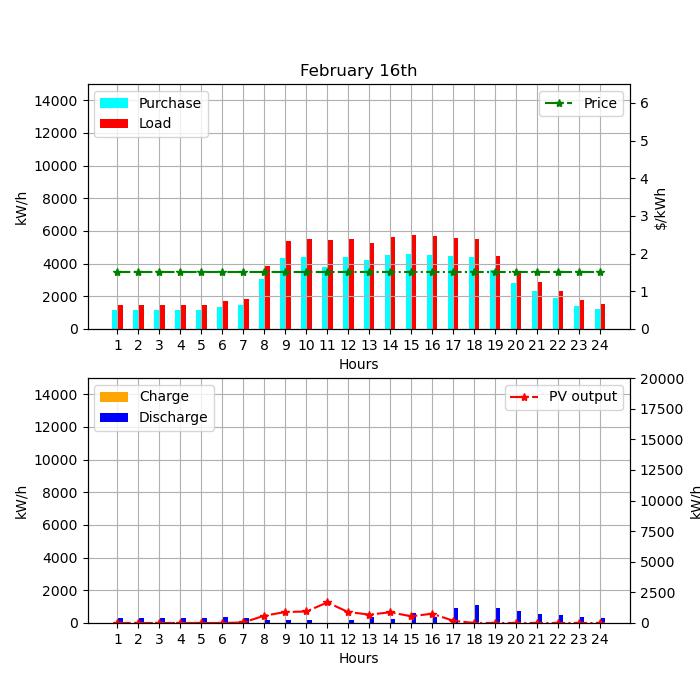 February 16th
14000
12000
10000
8000
6000
4000
2000
0
kW/h
Purchase
Load
Price
6
5
4
3
2
1
0
$/kWh
1 2 3 4 5 6 7 8 9 10 11 12 13 14 15 16 17 18 19 20 21 22 23 24
Hours
14000
12000
10000
8000
6000
4000
2000
0
kW/h
Charge
Discharge
PV output
20000
17500
15000
12500
10000
7500
5000
2500
0
kW/h
1 2 3 4 5 6 7 8 9 10 11 12 13 14 15 16 17 18 19 20 21 22 23 24
Hours